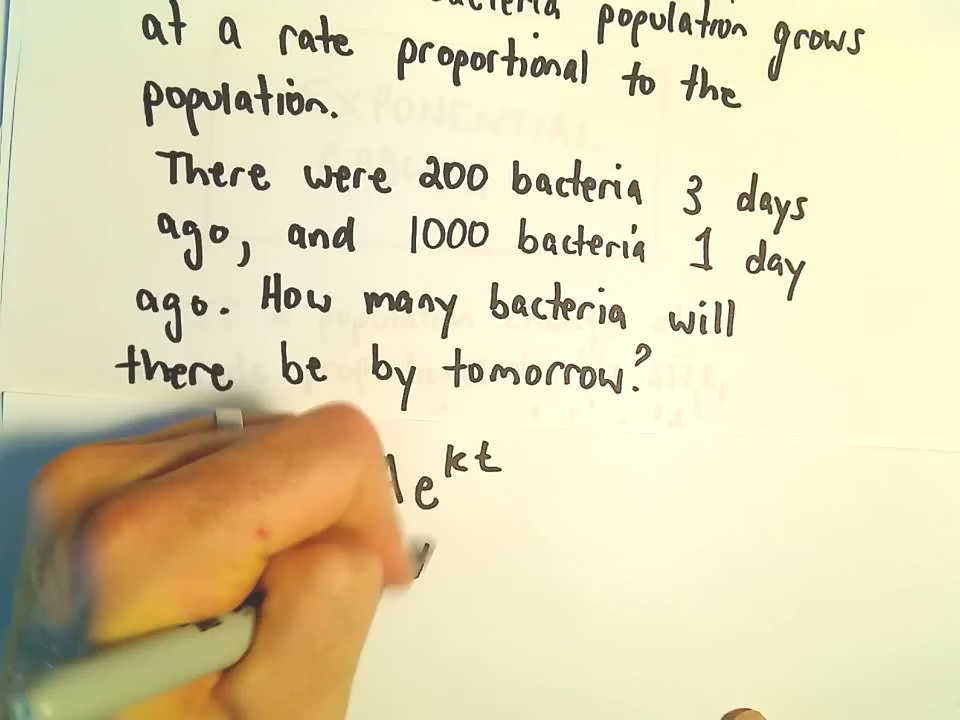 bacteria population grows
at a rate proportional to the
population.
There were 200 bacteria 3 days
ago, and 1000 bacteria 1 day
ago. How many bacteria will
there be by tomorrow?
e^kt